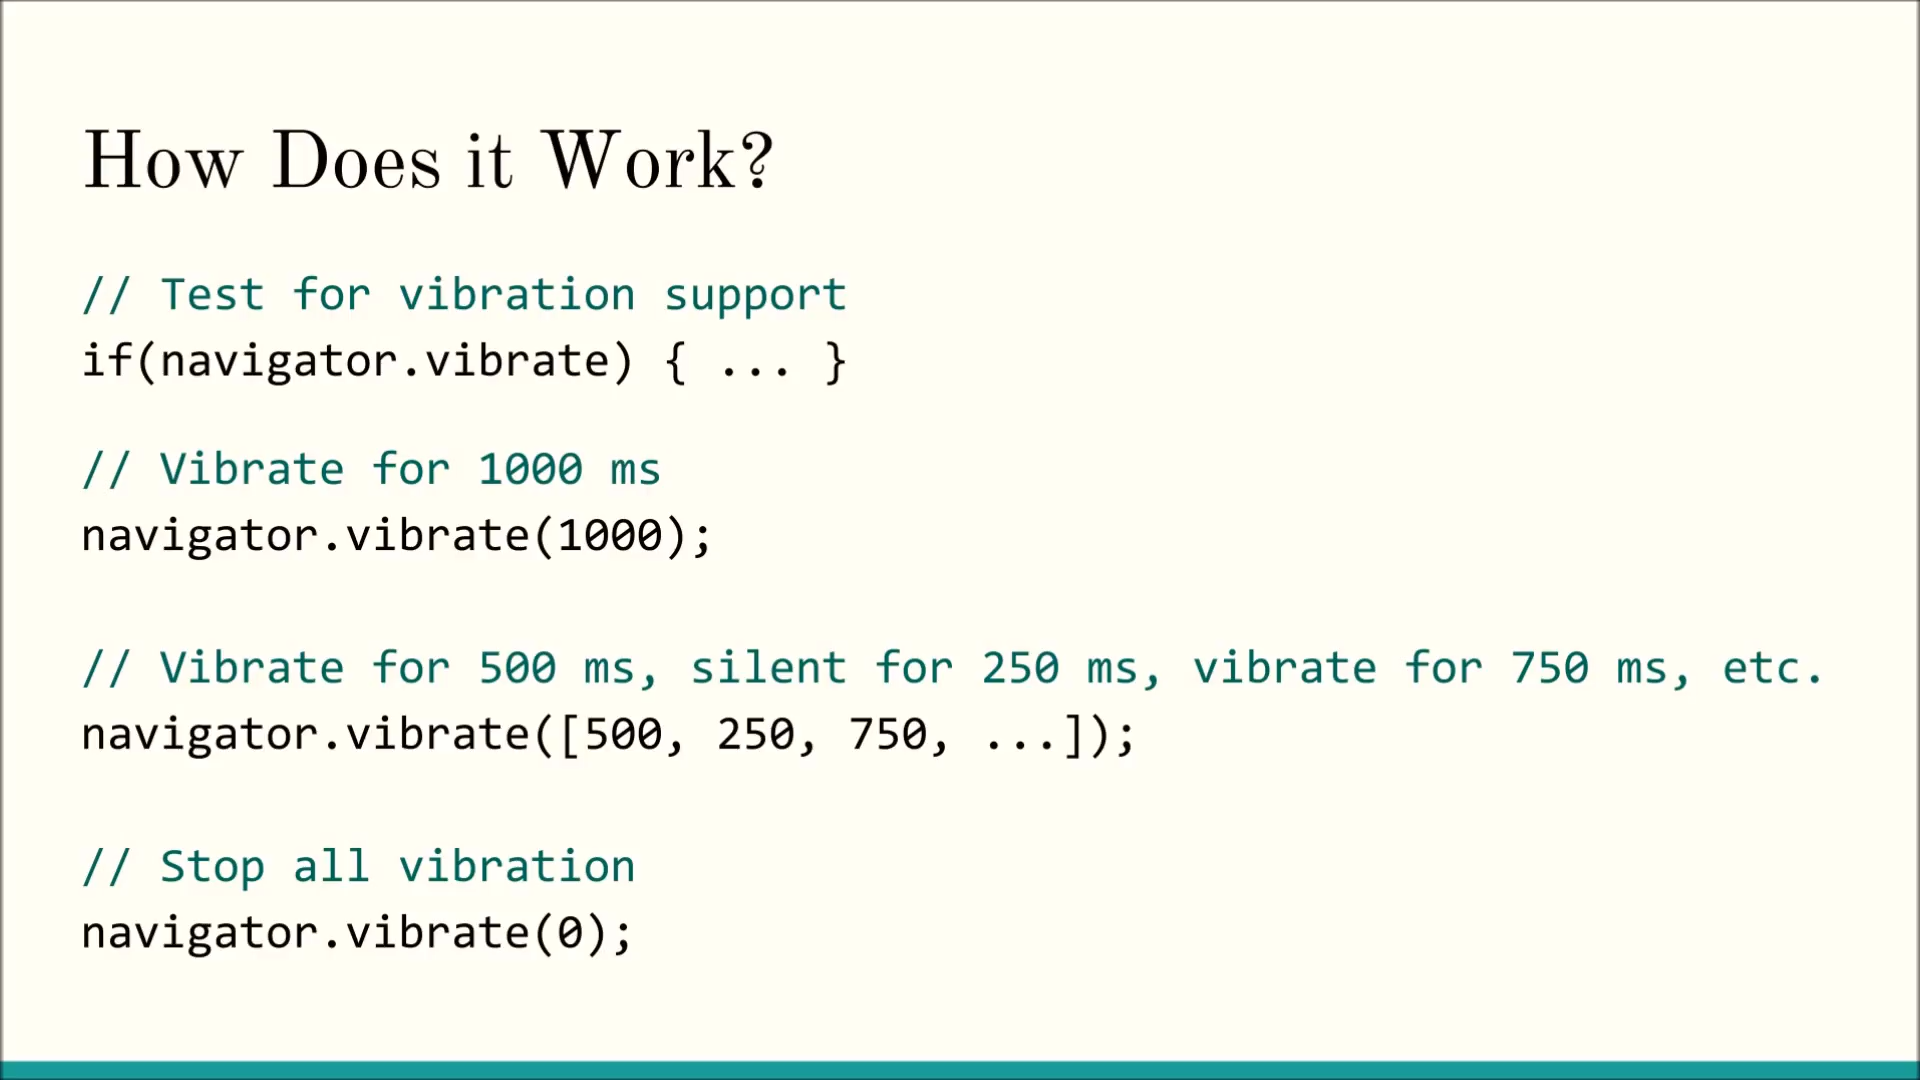 How Does it Work?
// Test for vibration support
if(navigator.vibrate) { ... }
// Vibrate for 1000 ms
navigator.vibrate(1000);
// Vibrate for 500 ms, silent for 250 ms, vibrate for 750 ms, etc.
navigator.vibrate([500, 250, 750, ...]);
// Stop all vibration
navigator.vibrate(0);